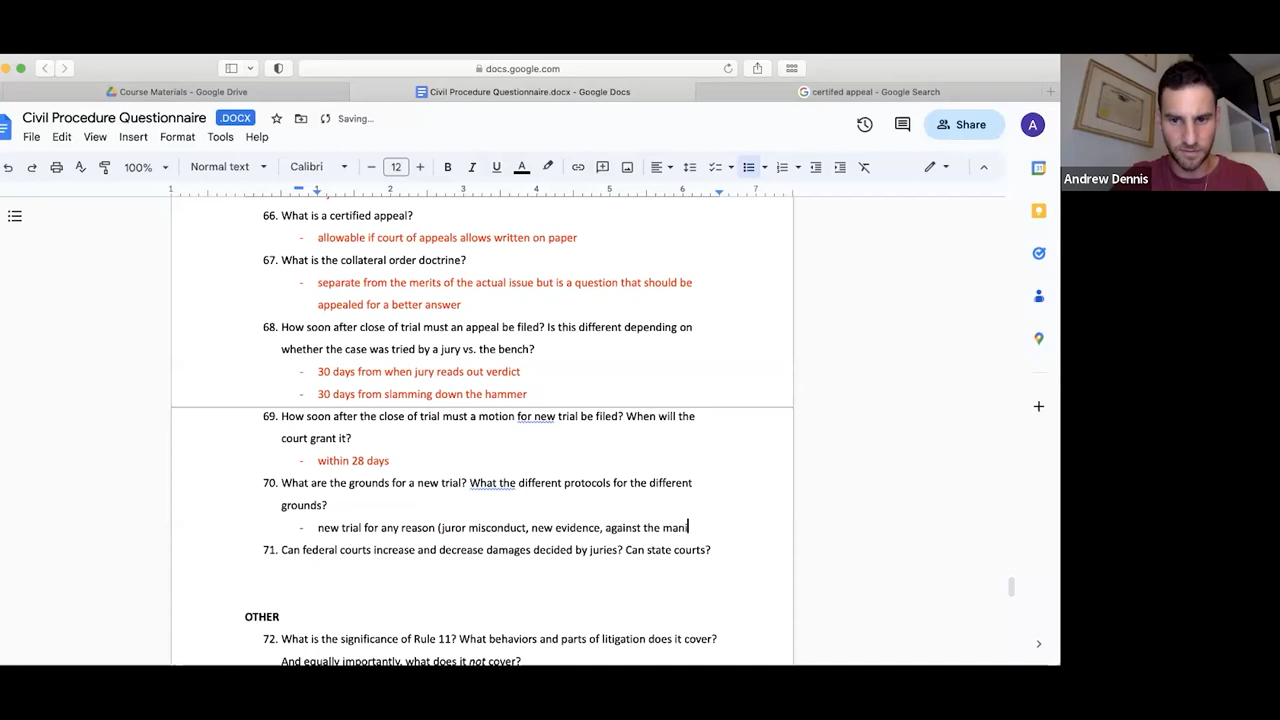 docs.google.com
Course Materials - Google Drive
Civil Procedure Questionnaire.docx - Google Docs
certifed appeal - Google Search
Civil Procedure Questionnaire
.DOCX
Saving...
File Edit View Insert Format Tools Help
Share
A
100%
Normal text
Calibri
12
B I U A
1 1 2 3 4 5 6 7
66. What is a certified appeal?
- allowable if court of appeals allows written on paper
67. What is the collateral order doctrine?
- separate from the merits of the actual issue but is a question that should be
appealed for a better answer
68. How soon after close of trial must an appeal be filed? Is this different depending on
whether the case was tried by a jury vs. the bench?
- 30 days from when jury reads out verdict
- 30 days from slamming down the hammer
69. How soon after the close of trial must a motion for new trial be filed? When will the
court grant it?
- within 28 days
70. What are the grounds for a new trial? What the different protocols for the different
grounds?
- new trial for any reason (juror misconduct, new evidence, against the mani
71. Can federal courts increase and decrease damages decided by juries? Can state courts?
OTHER
72. What is the significance of Rule 11? What behaviors and parts of litigation does it cover?
And equally importantly, what does it not cover?
Andrew Dennis